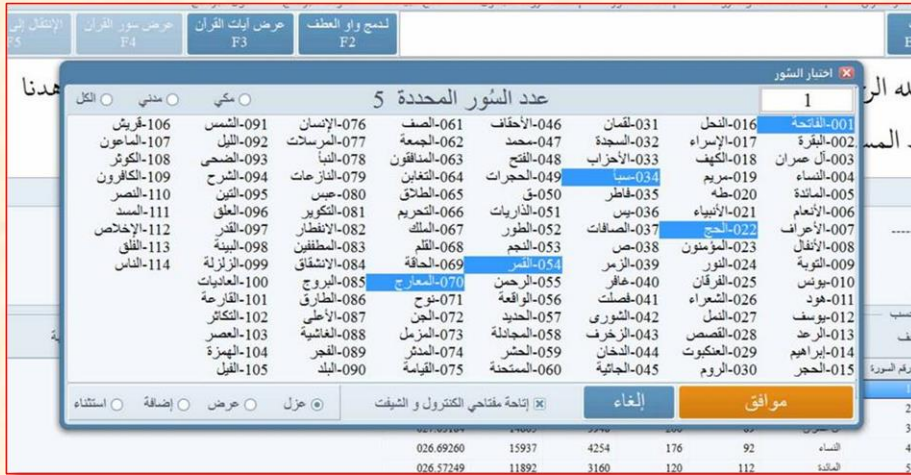 لدمج واو العطف
F2
عرض آيات القرآن
F3
عرض سور القرآن
F4
الإنتقال إلى
F5
هدنا
اختيار السُور
1
عدد السُور المحددة 5
مكي
مدني
الكل
001-الفاتحة
002-البقرة
003-آل عمران
004-النساء
005-المائدة
006-الأنعام
007-الأعراف
008-الأنفال
009-التوبة
010-يونس
011-هود
012-يوسف
013-الرعد
014-إبراهيم
015-الحجر
016-النحل
017-الإسراء
018-الكهف
019-مريم
020-طه
021-الأنبياء
022-الحج
023-المؤمنون
024-النور
025-الفرقان
026-الشعراء
027-النمل
028-القصص
029-العنكبوت
030-الروم
031-لقمان
032-السجدة
033-الأحزاب
034-سبأ
035-فاطر
036-يس
037-الصافات
038-ص
039-الزمر
040-غافر
041-فصلت
042-الشورى
043-الزخرف
044-الدخان
045-الجاثية
046-الأحقاف
047-محمد
048-الفتح
049-الحجرات
050-ق
051-الذاريات
052-الطور
053-النجم
054-القمر
055-الرحمن
056-الواقعة
057-الحديد
058-المجادلة
059-الحشر
060-الممتحنة
061-الصف
062-الجمعة
063-المنافقون
064-التغابن
065-الطلاق
066-التحريم
067-الملك
068-القلم
069-الحاقة
070-المعارج
071-نوح
072-الجن
073-المزمل
074-المدثر
075-القيامة
076-الإنسان
077-المرسلات
078-النبأ
079-النازعات
080-عبس
081-التكوير
082-الانفطار
083-المطففين
084-الانشقاق
085-البروج
086-الطارق
087-الأعلى
088-الغاشية
089-الفجر
090-البلد
091-الشمس
092-الليل
093-الضحى
094-الشرح
095-التين
096-العلق
097-القدر
098-البينة
099-الزلزلة
100-العاديات
101-القارعة
102-التكاثر
103-العصر
104-الهمزة
105-الفيل
106-قريش
107-الماعون
108-الكوثر
109-الكافرون
110-النصر
111-المسد
112-الإخلاص
113-الفلق
114-الناس
موافق
إلغاء
إتاحة مفتاحي الكنترول و الشيفت
عزل
عرض
إضافة
استثناء
رقم السورة
2
3
4 النساء 92 176 4254 15937 026.69260
5 المائدة 112 120 3160 11892 026.57249